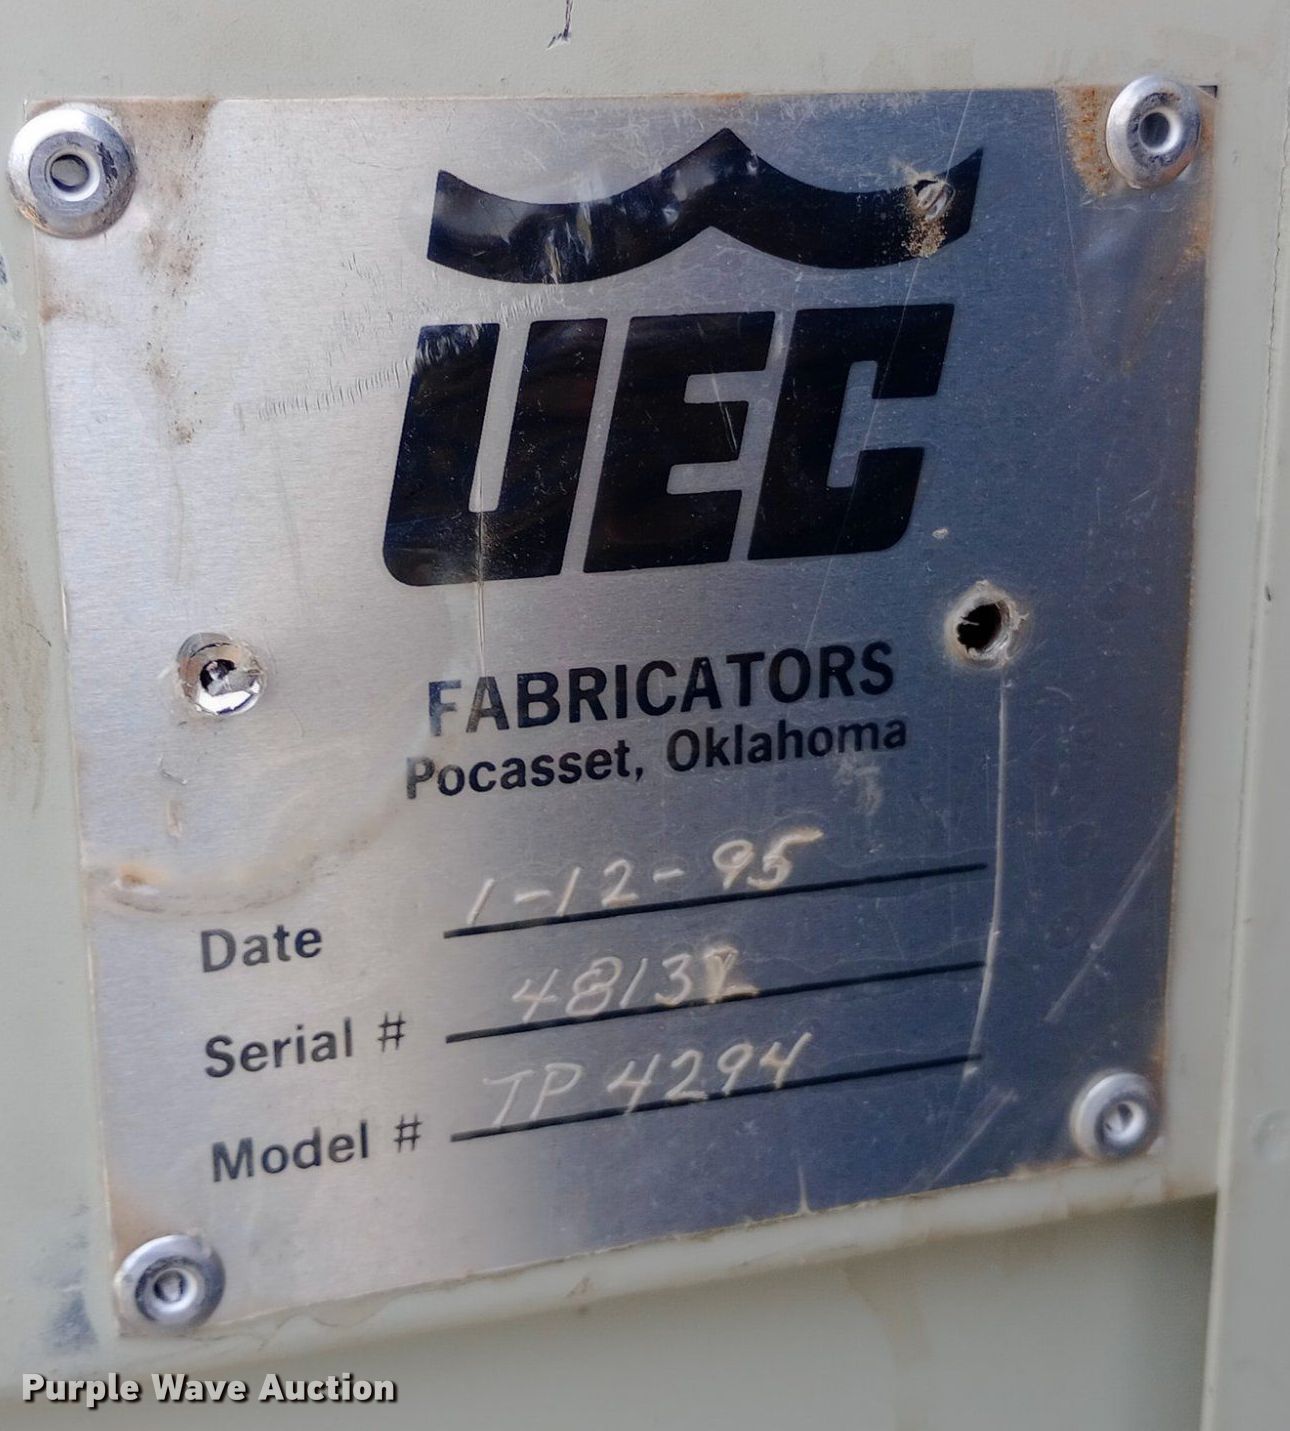 UEC
FABRICATORS
Pocasset, Oklahoma
Date 1-12-95
Serial #
Model # TP 4294
Purple Wave Auction